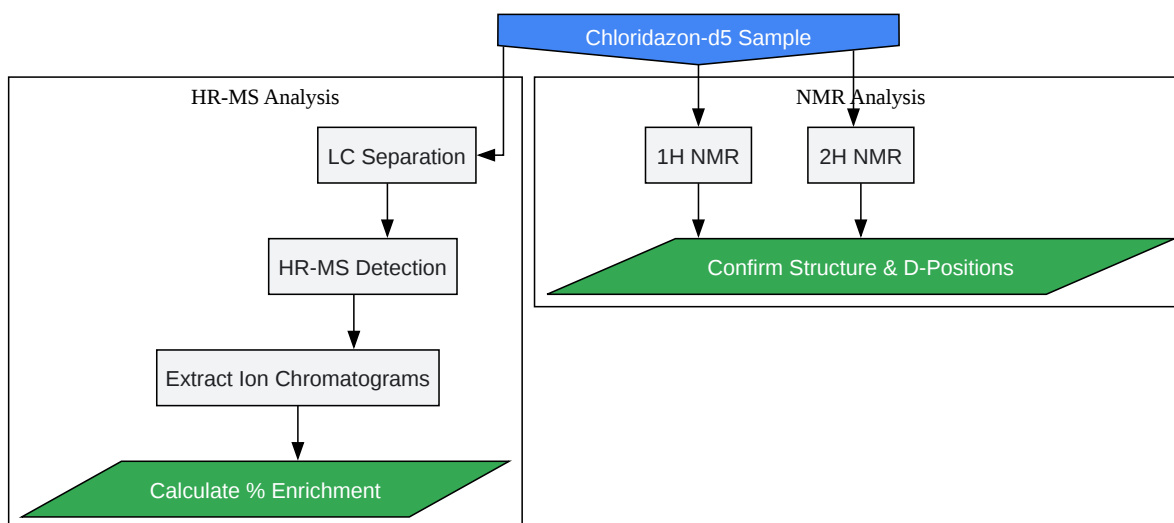 Chloridazon-d5 Sample
HR-MS Analysis
NMR Analysis
LC Separation
1H NMR
2H NMR
HR-MS Detection
Confirm Structure & D-Positions
Extract Ion Chromatograms
Calculate % Enrichment